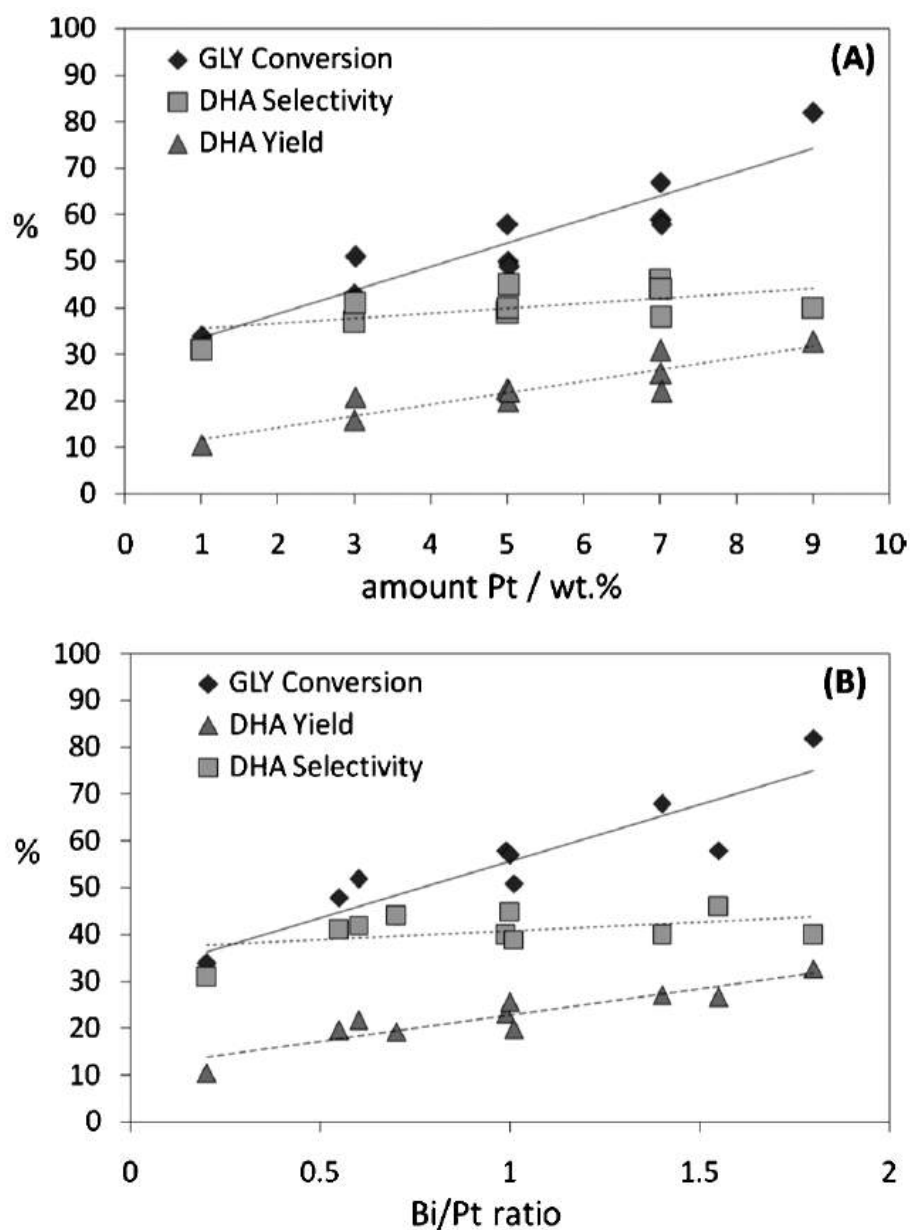 100
90
80
70
60
50
40
30
20
10
0
%
(A)
GLY Conversion
DHA Selectivity
DHA Yield
0 1 2 3 4 5 6 7 8 9 10
amount Pt / wt.%
100
90
80
70
60
50
40
30
20
10
0
%
(B)
GLY Conversion
DHA Yield
DHA Selectivity
0 0.5 1 1.5 2
Bi/Pt ratio